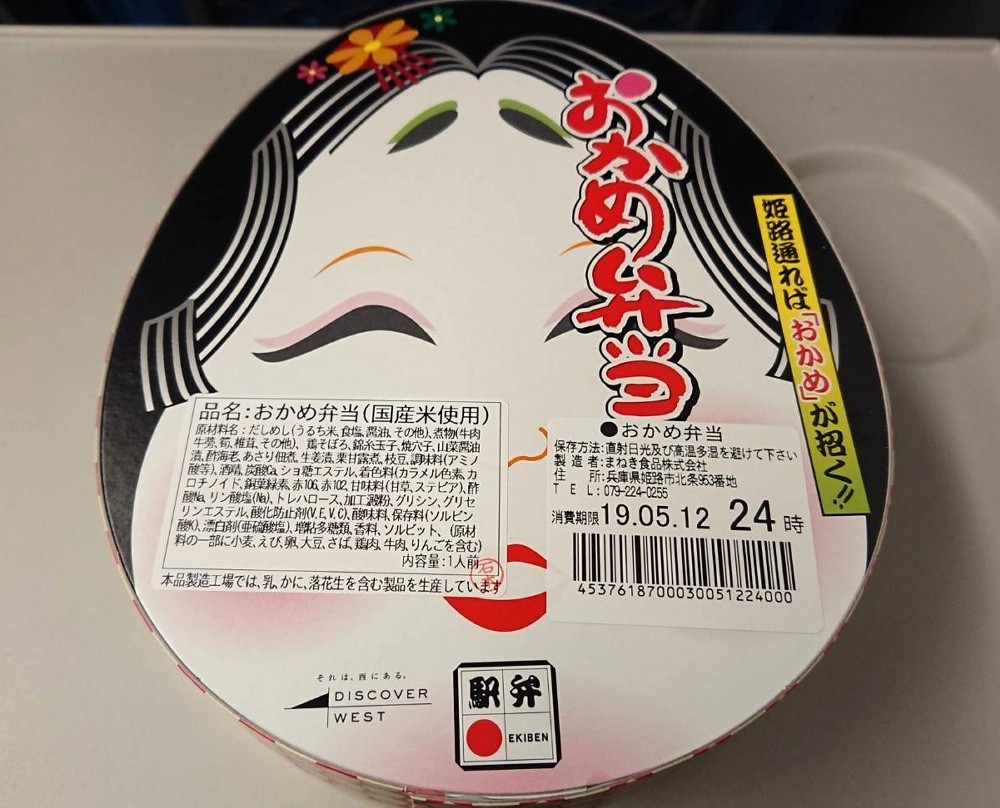 おかめ弁当
姫路通れば「おかめ」が招く!!
品名:おかめ弁当(国産米使用)
原材料名:だしめし(うるち米、食塩、醤油、その他)、煮物(牛肉
牛蒡、筍、椎茸、その他)、鶏そぼろ、錦糸玉子、焼穴子、山菜醤油
漬、酢海老、あさり佃煮、生姜漬、栗甘露煮、枝豆、調味料(アミノ
酸等)、酒精、炭酸Ca、ショ糖エステル、着色料(カラメル色素、カ
ロチノイド、銅葉緑素、赤106、赤102、甘味料(甘草、ステビア)、酢
酸Na、リン酸塩(Na)、トレハロース、加工澱粉、グリシン、グリセ
リンエステル、酸化防止剤(V.E,V.C)、酸味料、保存料(ソルビン
酸K)、漂白剤(亜硫酸塩)、増粘多糖類、香料、ソルビット、(原材
料の一部に小麦、えび、卵、大豆、さば、鶏肉、牛肉、りんごを含む)
内容量:1人前
本品製造工場では、乳、かに、落花生を含む製品を生産しています
●おかめ弁当
保存方法:直射日光及び高温多湿を避けて下さい
製造者:まねき食品株式会社
住所:兵庫県姫路市北条953番地
TEL:079-224-0255
消費期限 19.05.12 24時
4537618700030051224000
それは、西にある。
DISCOVER
WEST
駅弁
EKIBEN